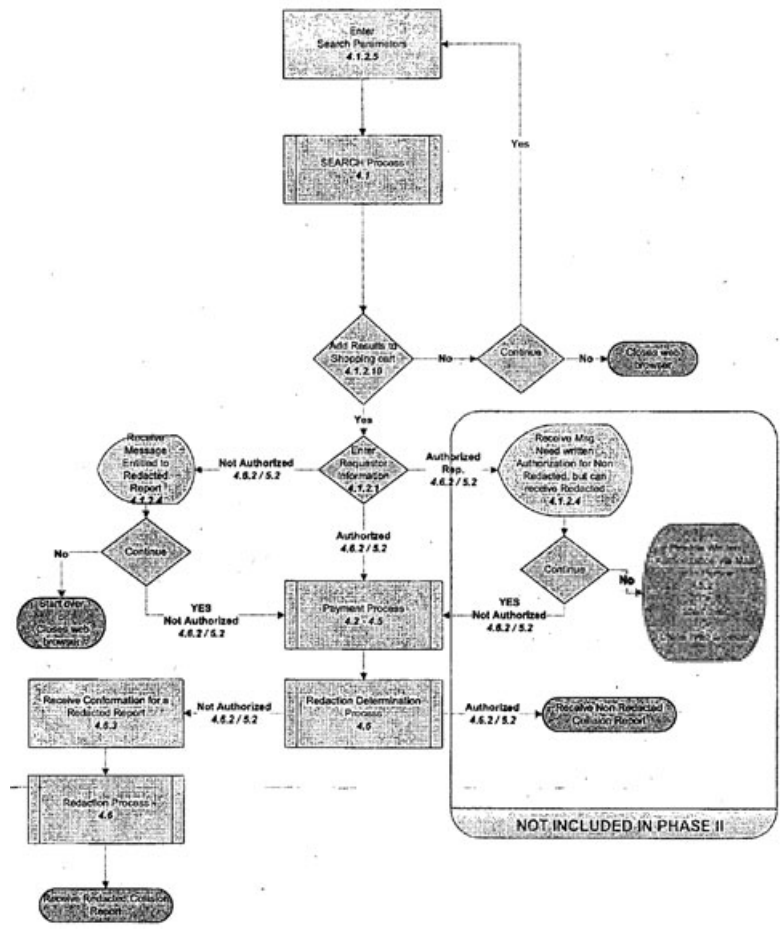 Enter
Search Parameters
4.1.2.5
Yes
SEARCH Process
4.1
Add Results to
Shopping cart
4.1.2.10
No
Continue
No
Closes web
browser
Yes
Receive
Message
Entitled to
Redacted
Report
4.1.2.4
Not Authorized
4.6.2 / 5.2
Enter
Requestor
Information
4.1.2.1
Authorized
Rep.
4.6.2 / 5.2
Receive Msg
Need written
Authorization for Non
Redacted, but can
receive Redacted
4.1.2.4
Authorized
4.6.2 / 5.2
No
Continue
Continue
No
Start over
Closes web
browser
YES
Not Authorized
4.6.2 / 5.2
Payment Process
4.2 - 4.5
YES
Not Authorized
4.6.2 / 5.2
Receive Conformation for a
Redacted Report
4.6.3
Not Authorized
4.6.2 / 5.2
Redaction Determination
Process
4.6
Authorized
4.6.2 / 5.2
Receive Non-Redacted
Collision Report
Redaction Process
4.6
NOT INCLUDED IN PHASE II
Receive Redacted Collision
Report